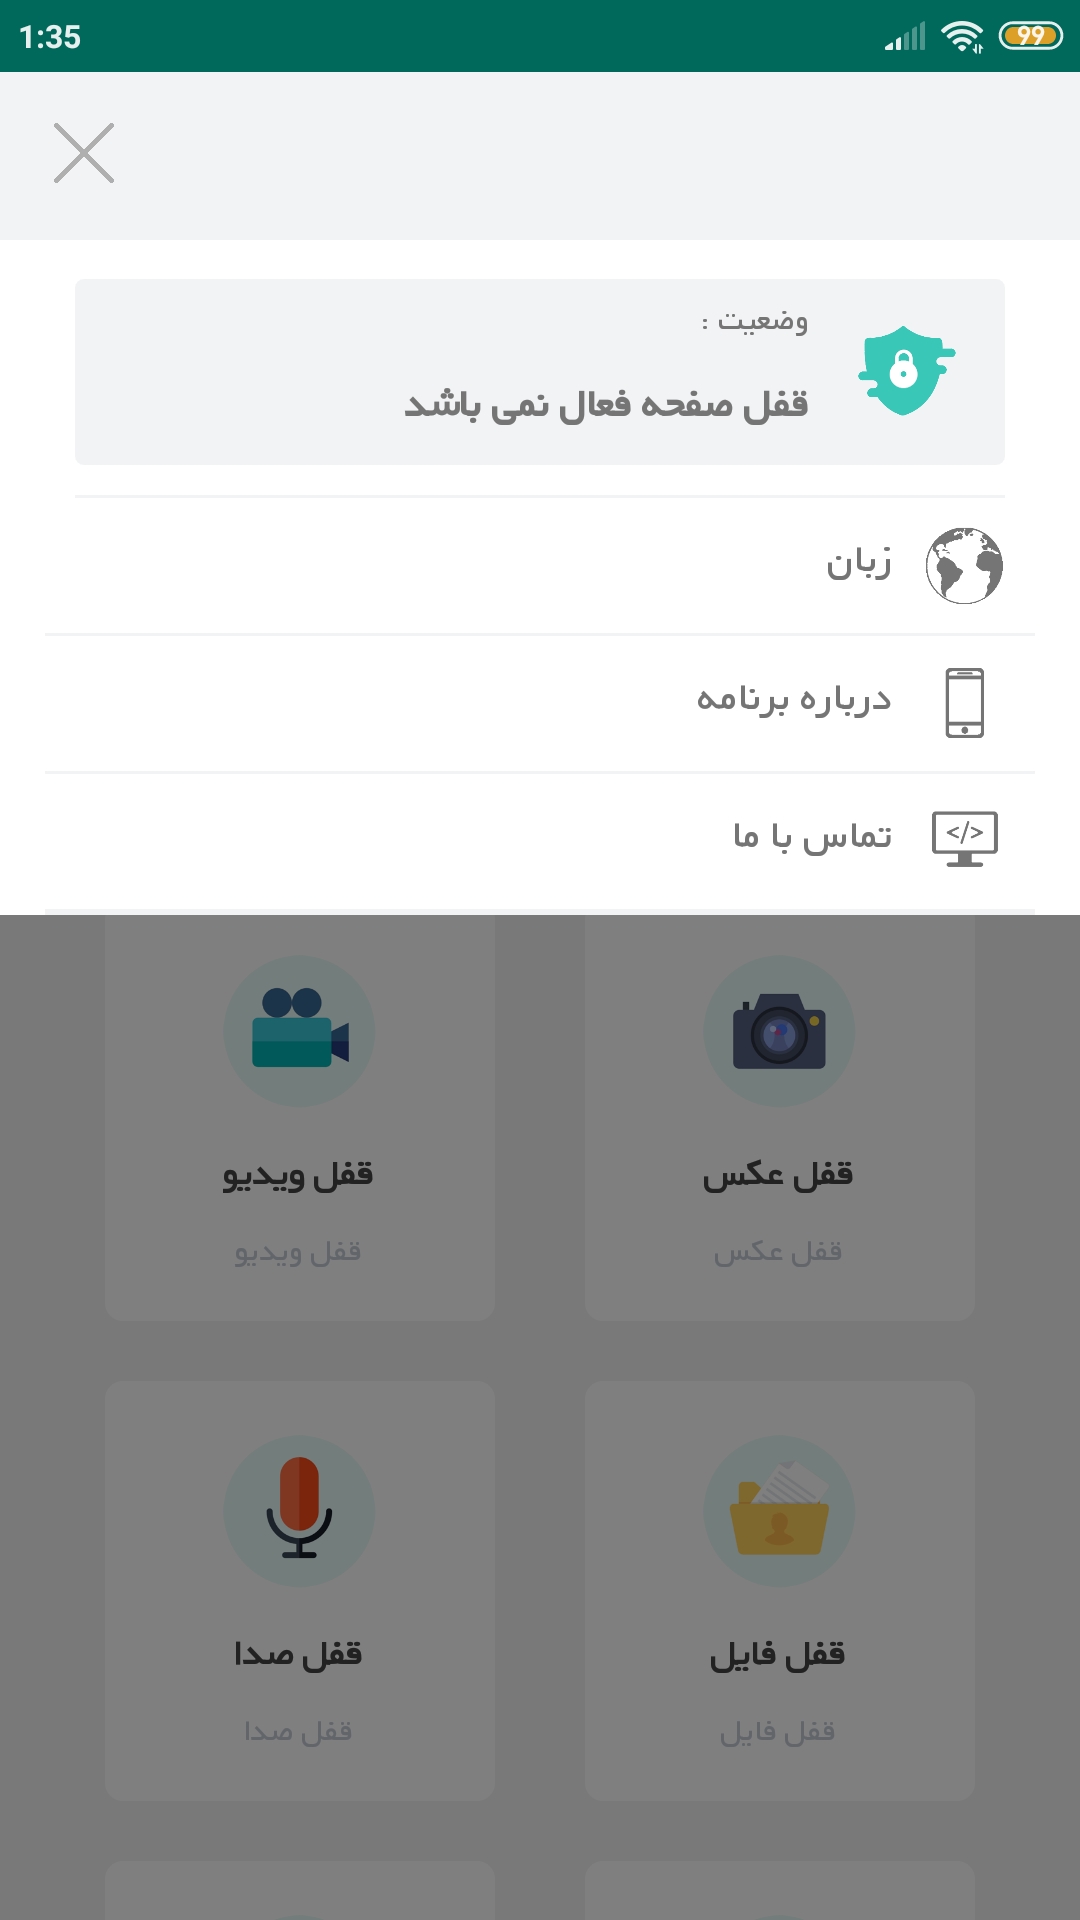 1:35
99
وضعیت :
قفل صفحه فعال نمی باشد
زبان
درباره برنامه
تماس با ما
</>
قفل عکس
قفل عکس
قفل ویدیو
قفل ویدیو
قفل فایل
قفل فایل
قفل صدا
قفل صدا